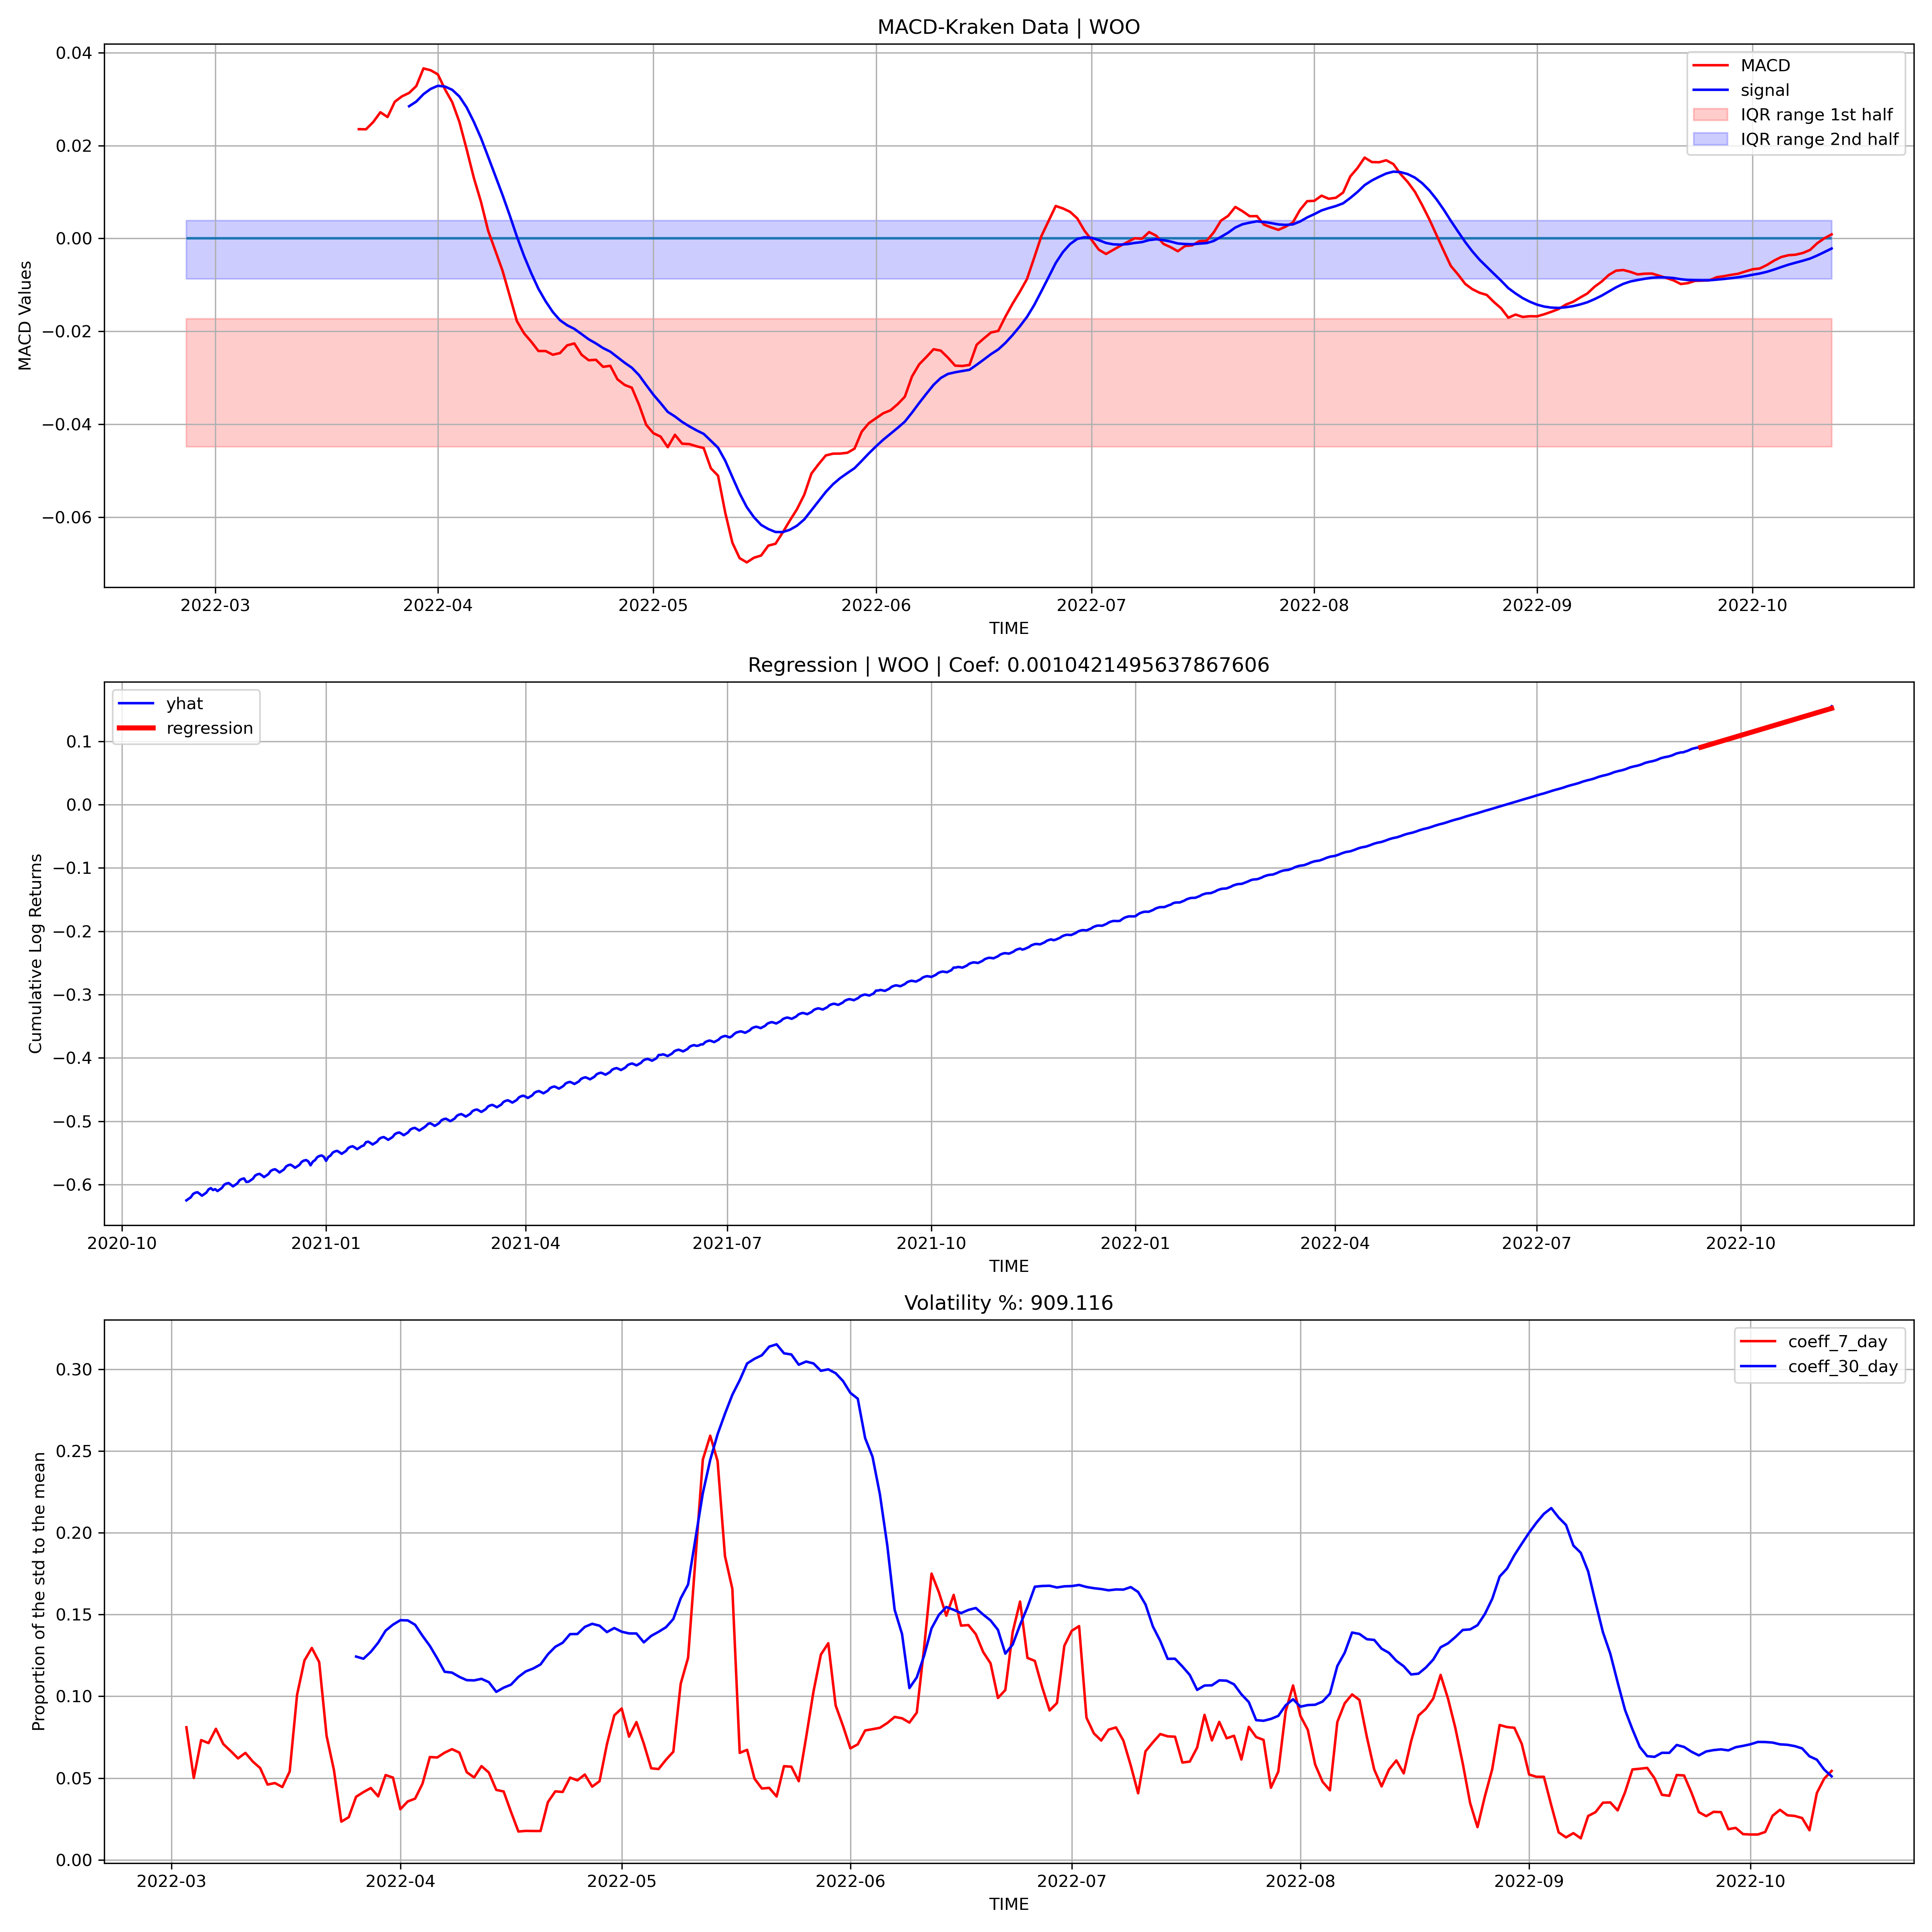 MACD-Kraken Data | WOO
MACD Values
0.04
0.02
0.00
−0.02
−0.04
−0.06
MACD
signal
IQR range 1st half
IQR range 2nd half
2022-03 2022-04 2022-05 2022-06 2022-07 2022-08 2022-09 2022-10
TIME
Regression | WOO | Coef: 0.0010421495637867606
Cumulative Log Returns
yhat
regression
0.1
0.0
−0.1
−0.2
−0.3
−0.4
−0.5
−0.6
2020-10 2021-01 2021-04 2021-07 2021-10 2022-01 2022-04 2022-07 2022-10
TIME
Volatility %: 909.116
Proportion of the std to the mean
coeff_7_day
coeff_30_day
0.30
0.25
0.20
0.15
0.10
0.05
0.00
2022-03 2022-04 2022-05 2022-06 2022-07 2022-08 2022-09 2022-10
TIME